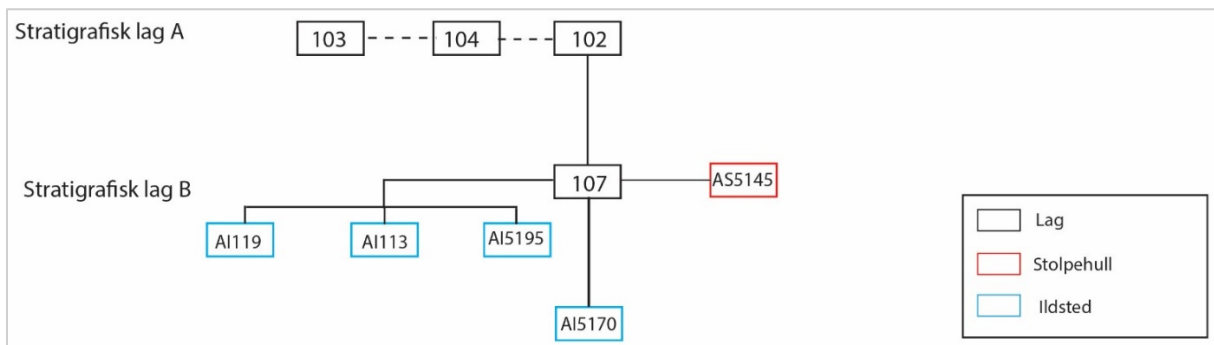 Stratigrafisk lag A
103
104
102
107
AS5145
Stratigrafisk lag B
AI119
AI113
AI5195
AI5170
Lag
Stolpehull
Ildsted